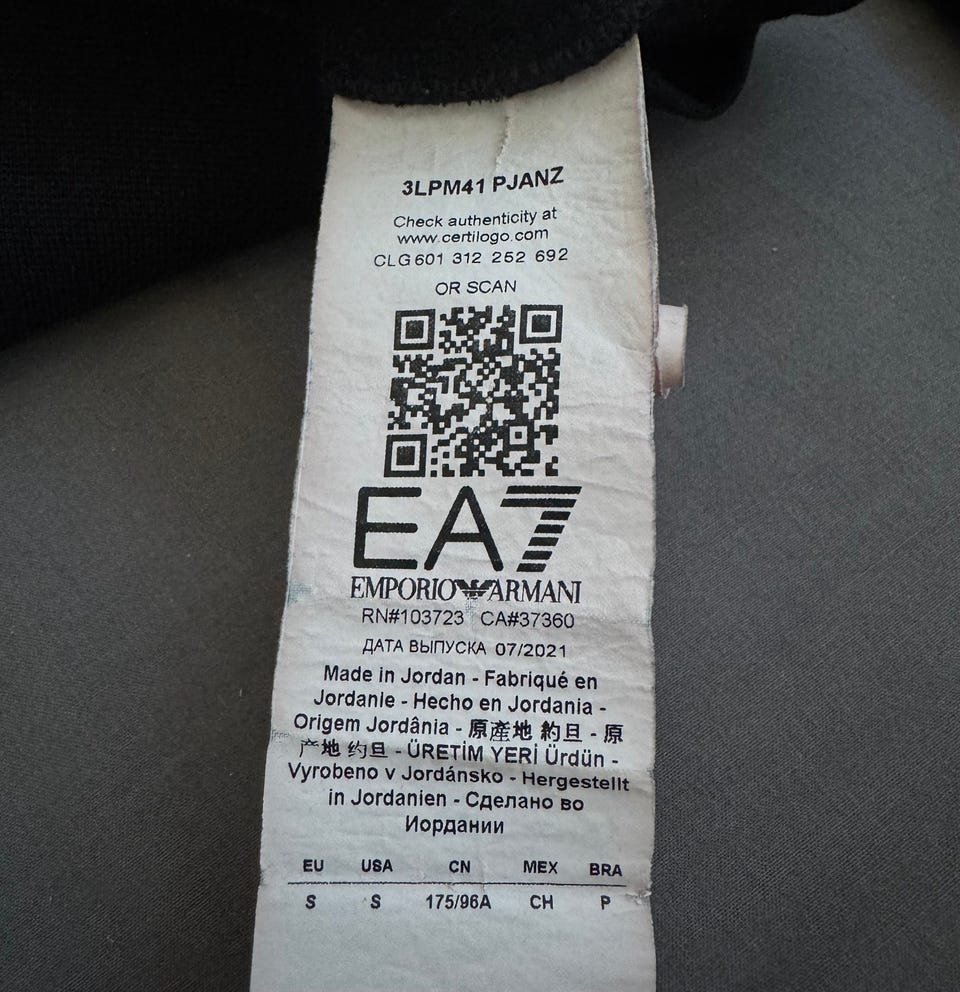 3LPM41 PJANZ
Check authenticity at
www.certilogo.com
CLG 601 312 252 692
OR SCAN
EA7
EMPORIO ARMANI
RN#103723 CA#37360
ДАТА ВЫПУСКА 07/2021
Made in Jordan - Fabriqué en
Jordanie - Hecho en Jordania -
Origem Jordânia - 原產地 約旦 - 原
产地 约旦 - ÜRETİM YERİ Ürdün -
Vyrobeno v Jordánsko - Hergestellt
in Jordanien - Сделано во
Иордании
EU USA CN MEX BRA
S S 175/96A CH P